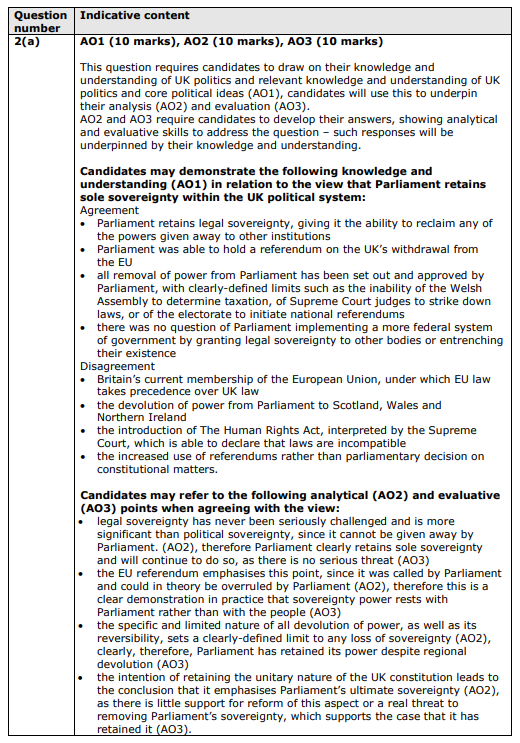 Question number
Indicative content
2(a)
AO1 (10 marks), AO2 (10 marks), AO3 (10 marks)
This question requires candidates to draw on their knowledge and
understanding of UK politics and relevant knowledge and understanding of UK
politics and core political ideas (AO1), candidates will use this to underpin
their analysis (AO2) and evaluation (AO3).
AO2 and AO3 require candidates to develop their answers, showing analytical
and evaluative skills to address the question – such responses will be
underpinned by their knowledge and understanding.
Candidates may demonstrate the following knowledge and
understanding (AO1) in relation to the view that Parliament retains
sole sovereignty within the UK political system:
Agreement
• Parliament retains legal sovereignty, giving it the ability to reclaim any of
the powers given away to other institutions
• Parliament was able to hold a referendum on the UK's withdrawal from
the EU
• all removal of power from Parliament has been set out and approved by
Parliament, with clearly-defined limits such as the inability of the Welsh
Assembly to determine taxation, of Supreme Court judges to strike down
laws, or of the electorate to initiate national referendums
• there was no question of Parliament implementing a more federal system
of government by granting legal sovereignty to other bodies or entrenching
their existence
Disagreement
• Britain's current membership of the European Union, under which EU law
takes precedence over UK law
• the devolution of power from Parliament to Scotland, Wales and
Northern Ireland
• the introduction of The Human Rights Act, interpreted by the Supreme
Court, which is able to declare that laws are incompatible
• the increased use of referendums rather than parliamentary decision on
constitutional matters.
Candidates may refer to the following analytical (AO2) and evaluative
(AO3) points when agreeing with the view:
• legal sovereignty has never been seriously challenged and is more
significant than political sovereignty, since it cannot be given away by
Parliament. (AO2), therefore Parliament clearly retains sole sovereignty
and will continue to do so, as there is no serious threat (AO3)
• the EU referendum emphasises this point, since it was called by Parliament
and could in theory be overruled by Parliament (AO2), therefore this is a
clear demonstration in practice that sovereignty power rests with
Parliament rather than with the people (AO3)
• the specific and limited nature of all devolution of power, as well as its
reversibility, sets a clearly-defined limit to any loss of sovereignty (AO2),
clearly, therefore, Parliament has retained its power despite regional
devolution (AO3)
• the intention of retaining the unitary nature of the UK constitution leads to
the conclusion that it emphasises Parliament's ultimate sovereignty (AO2),
as there is little support for reform of this aspect or a real threat to
removing Parliament's sovereignty, which supports the case that it has
retained it (AO3).